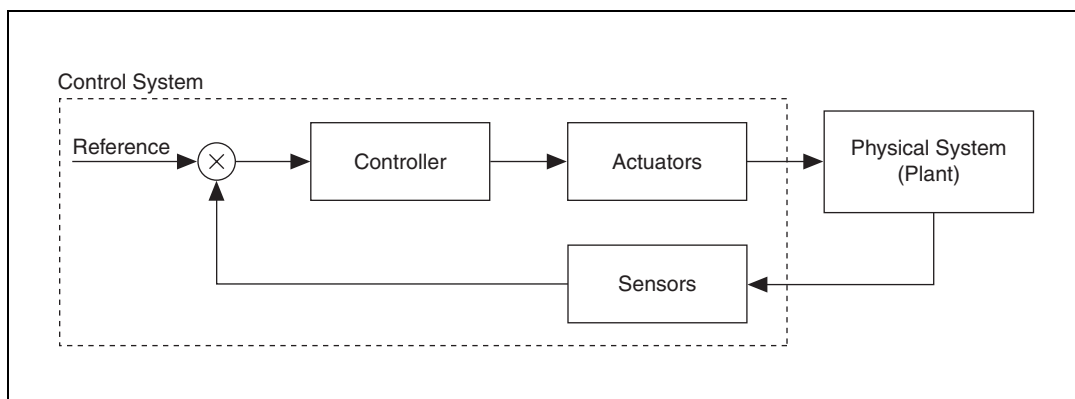 Control System
Reference
Controller
Actuators
Physical System
(Plant)
Sensors